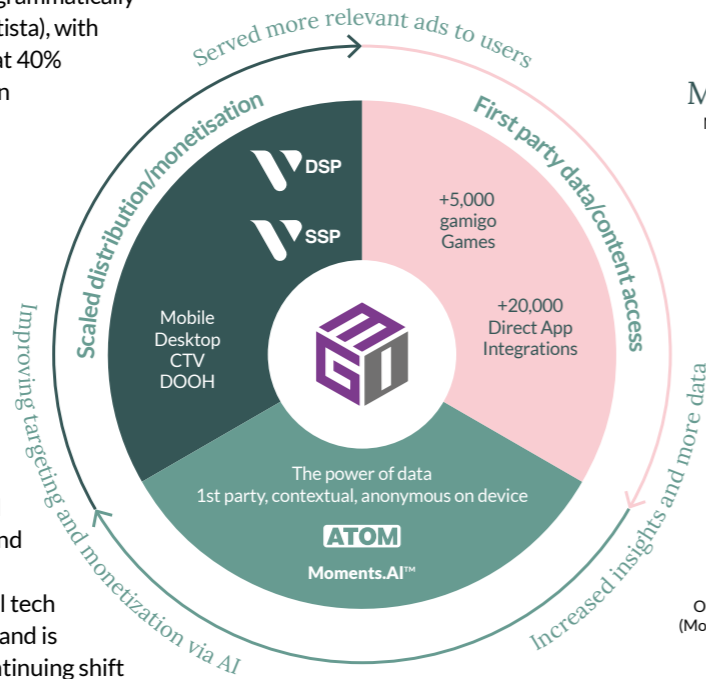 grammatically
tista), with
at 40%
n
Served more relevant ads to users
Scaled distribution/monetisation
First party data/content access
DSP
SSP
Mobile
Desktop
CTV
DOOH
+5,000
gamigo
Games
+20,000
Direct App
Integrations
MGI
The power of data
1st party, contextual, anonymous on device
ATOM
Moments.AI™
Improving targeting and monetization via AI
Increased insights and more data
nd
l tech
and is
ntinuing shift
M
O
(Mo